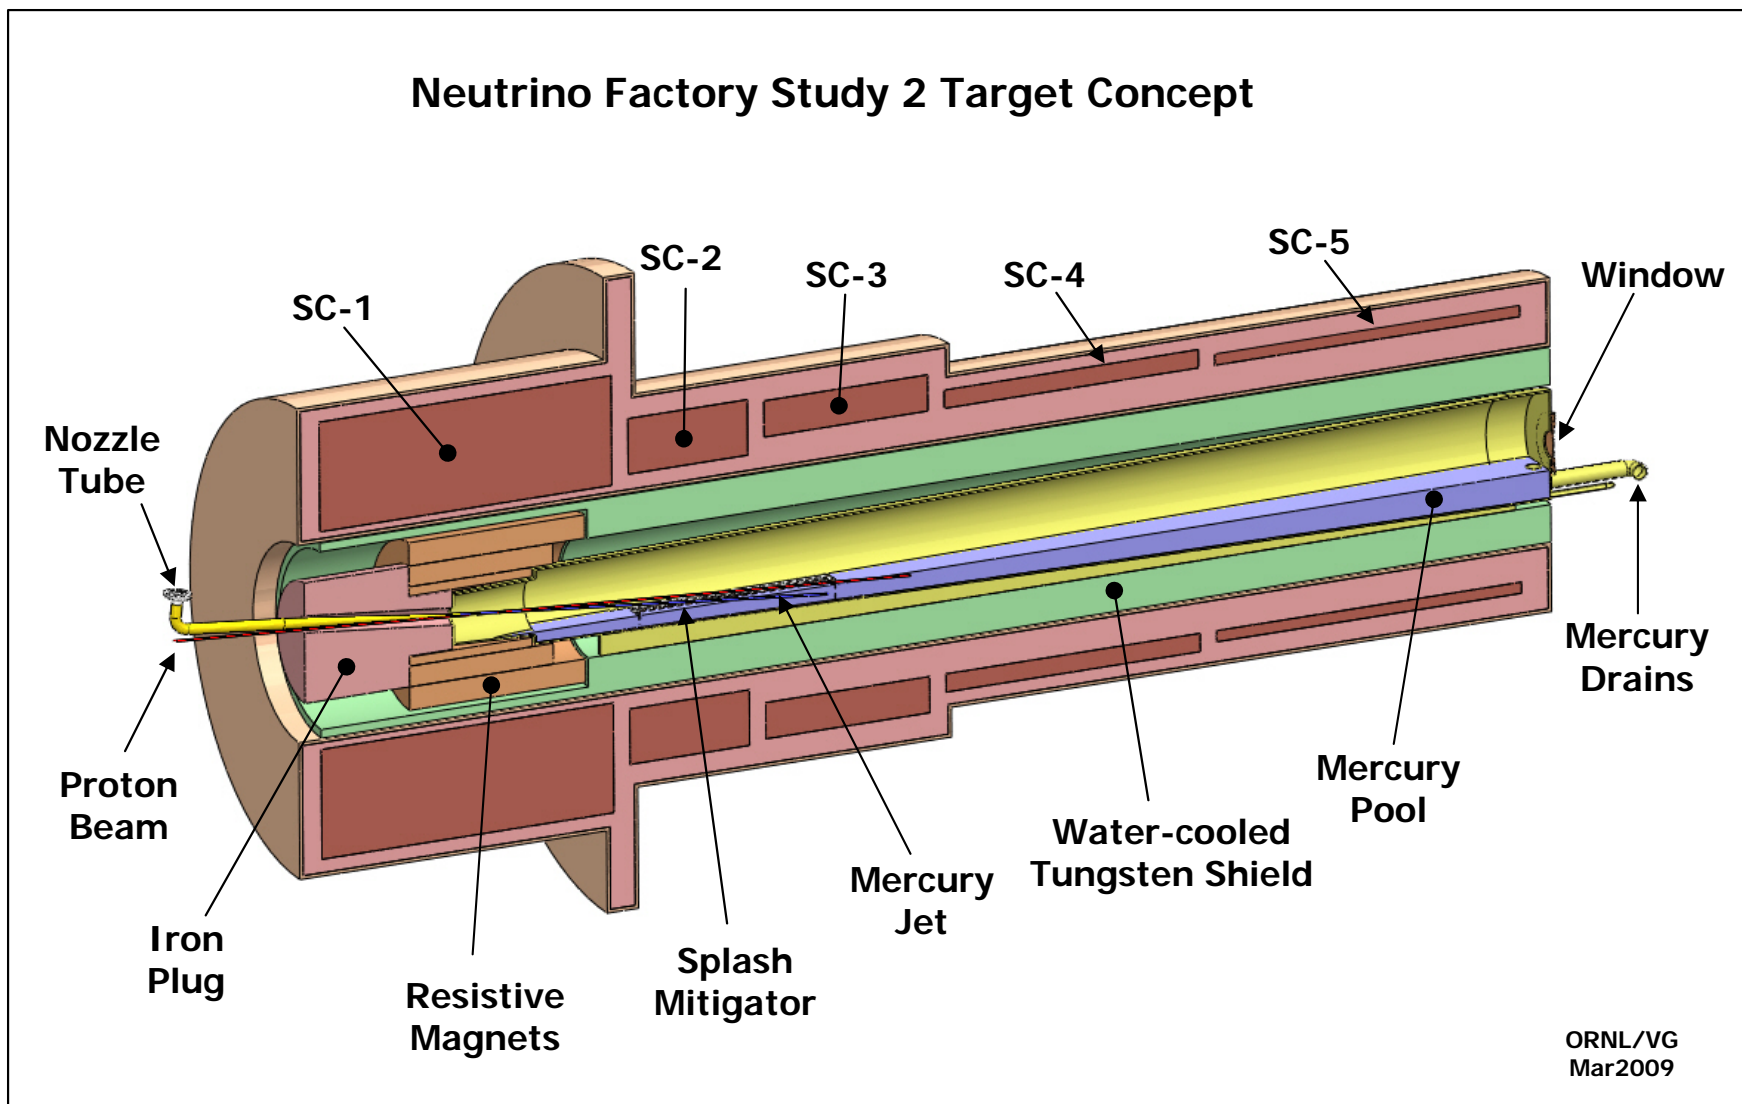 Neutrino Factory Study 2 Target Concept
SC-1
SC-2
SC-3
SC-4
SC-5
Window
Nozzle
Tube
Proton
Beam
Iron
Plug
Resistive
Magnets
Splash
Mitigator
Mercury
Jet
Water-cooled
Tungsten Shield
Mercury
Pool
Mercury
Drains
ORNL/VG
Mar2009